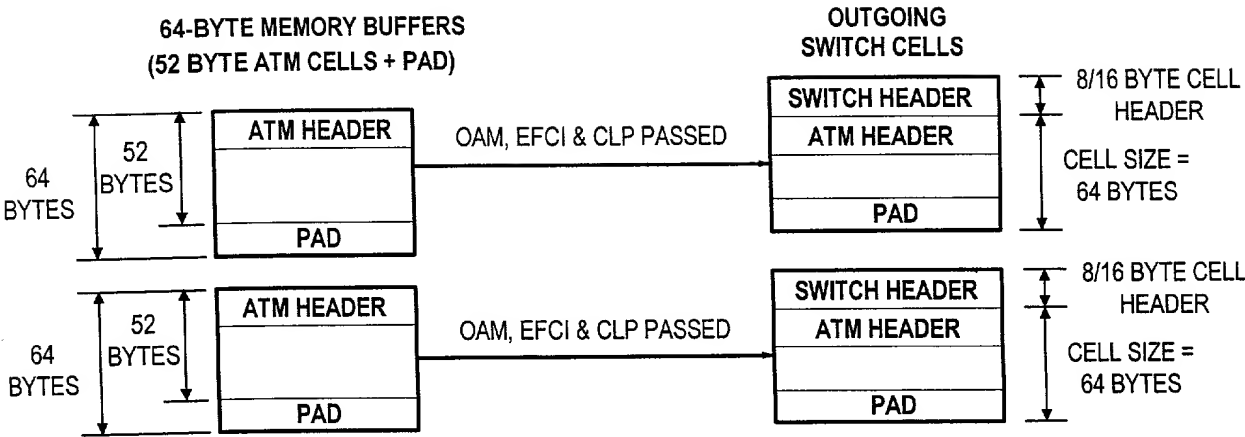 64-BYTE MEMORY BUFFERS
(52 BYTE ATM CELLS + PAD)
OUTGOING
SWITCH CELLS
64
BYTES
52
BYTES
ATM HEADER
PAD
OAM, EFCI & CLP PASSED
SWITCH HEADER
ATM HEADER
PAD
8/16 BYTE CELL
HEADER
CELL SIZE =
64 BYTES
64
BYTES
52
BYTES
ATM HEADER
PAD
OAM, EFCI & CLP PASSED
SWITCH HEADER
ATM HEADER
PAD
8/16 BYTE CELL
HEADER
CELL SIZE =
64 BYTES